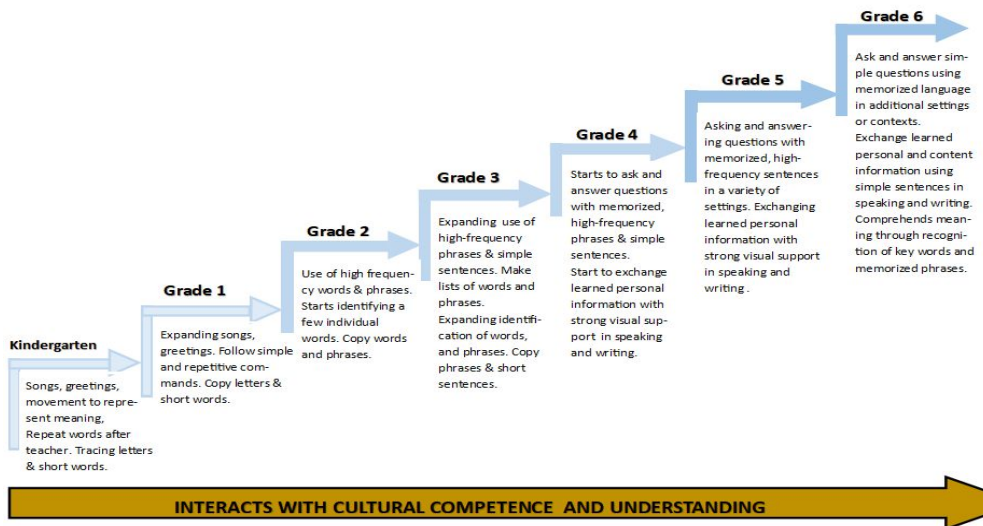 Kindergarten
Songs, greetings,
movement to repre-
sent meaning,
Repeat words after
teacher. Tracing letters
& short words.
Grade 1
Expanding songs,
greetings. Follow simple
and repetitive com-
mands. Copy letters &
short words.
Grade 2
Use of high frequen-
cy words & phrases.
Starts identifying a
few individual
words. Copy words
and phrases.
Grade 3
Expanding use of
high-frequency
phrases & simple
sentences. Make
lists of words and
phrases.
Expanding identifi-
cation of words,
and phrases. Copy
phrases & short
sentences.
Grade 4
Starts to ask and
answer questions
with memorized,
high-frequency
phrases & simple
sentences.
Start to exchange
learned personal
information with
strong visual sup-
port in speaking
and writing.
Grade 5
Asking and answer-
ing questions with
memorized, high-
frequency sentences
in a variety of
settings. Exchanging
learned personal
information with
strong visual support
in speaking and
writing .
Grade 6
Ask and answer sim-
ple questions using
memorized language
in additional settings
or contexts.
Exchange learned
personal and content
information using
simple sentences in
speaking and writing.
Comprehends mean-
ing through recogni-
tion of key words and
memorized phrases.
INTERACTS WITH CULTURAL COMPETENCE AND UNDERSTANDING